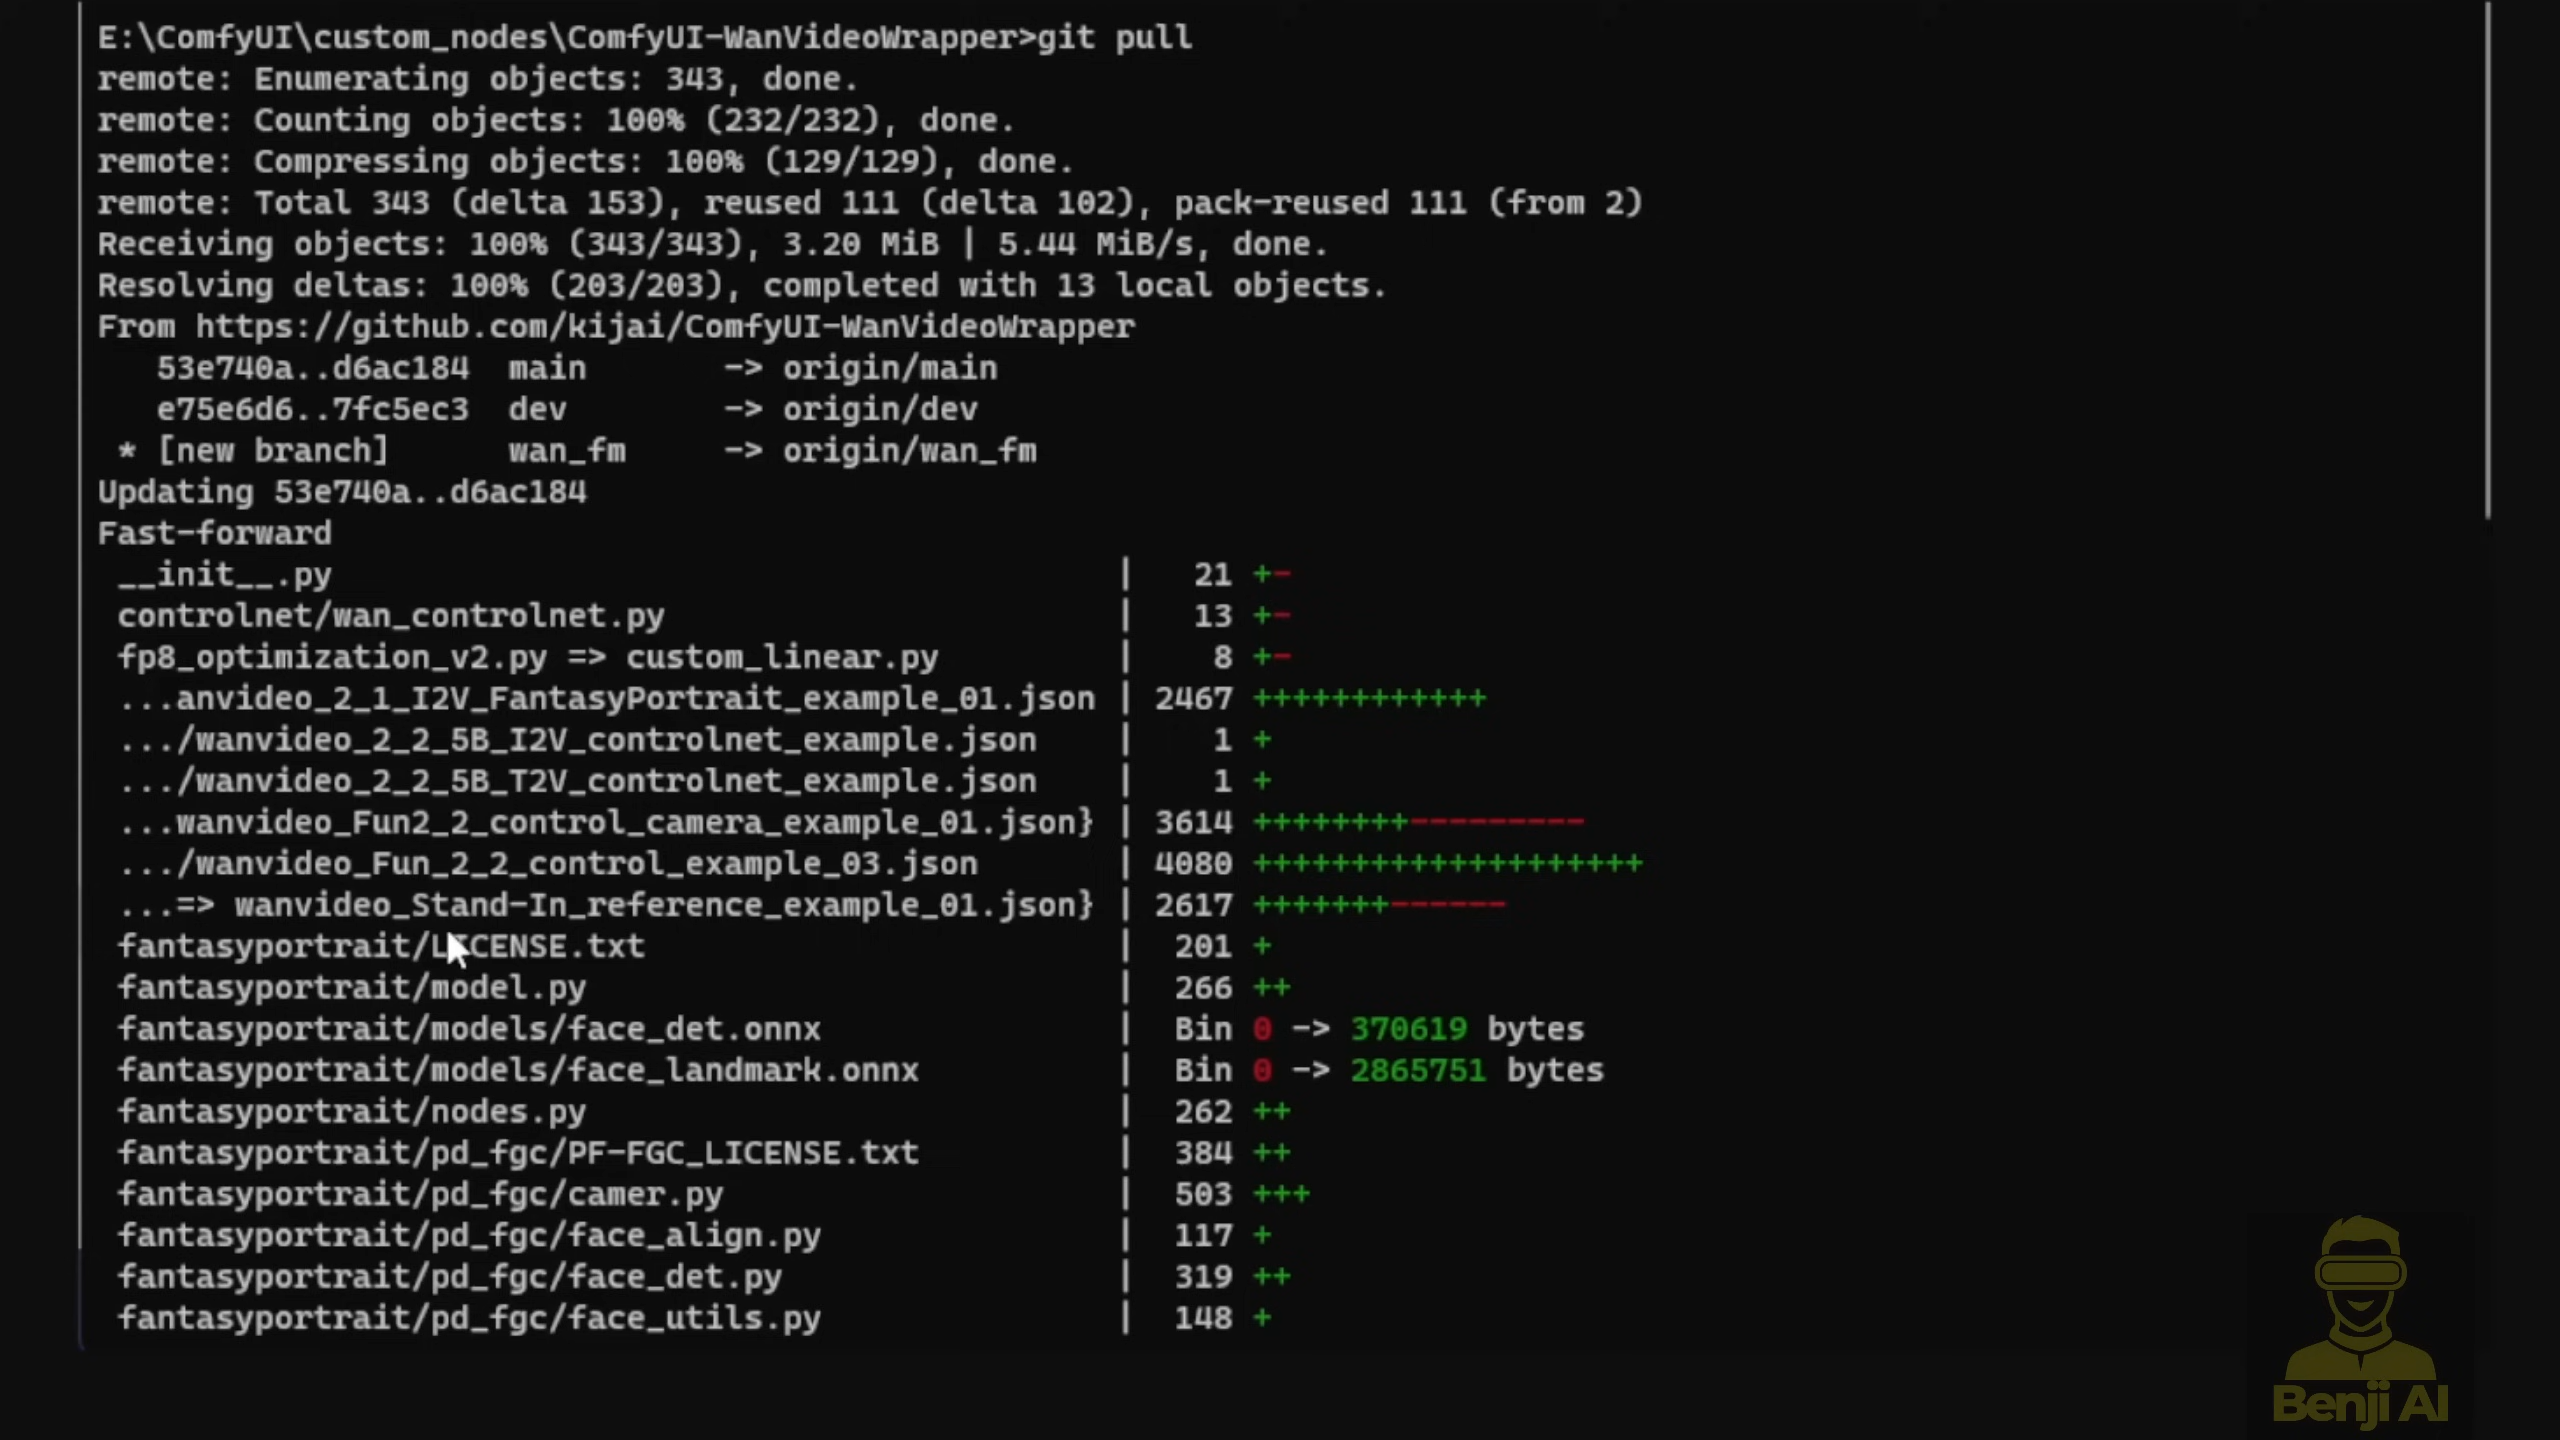 E:\ComfyUI\custom_nodes\ComfyUI-WanVideoWrapper>git pull
remote: Enumerating objects: 343, done.
remote: Counting objects: 100% (232/232), done.
remote: Compressing objects: 100% (129/129), done.
remote: Total 343 (delta 153), reused 111 (delta 102), pack-reused 111 (from 2)
Receiving objects: 100% (343/343), 3.20 MiB | 5.44 MiB/s, done.
Resolving deltas: 100% (203/203), completed with 13 local objects.
From https://github.com/kijai/ComfyUI-WanVideoWrapper
   53e740a..d6ac184  main       -> origin/main
   e75e6d6..7fc5ec3  dev        -> origin/dev
 * [new branch]      wan_fm     -> origin/wan_fm
Updating 53e740a..d6ac184
Fast-forward
 __init__.py                                       |   21 +-
 controlnet/wan_controlnet.py                      |   13 +-
 fp8_optimization_v2.py => custom_linear.py        |    8 +-
 ...anvideo_2_1_I2V_FantasyPortrait_example_01.json | 2467 ++++++++++++
 .../wanvideo_2_2_5B_I2V_controlnet_example.json    |    1 +
 .../wanvideo_2_2_5B_T2V_controlnet_example.json    |    1 +
 ...wanvideo_Fun2_2_control_camera_example_01.json} | 3614 ++++++++---------
 .../wanvideo_Fun_2_2_control_example_03.json       | 4080 ++++++++++++++++++++
 ...=> wanvideo_Stand-In_reference_example_01.json} | 2617 +++++++------
 fantasyportrait/LICENSE.txt                        |  201 +
 fantasyportrait/model.py                           |  266 ++
 fantasyportrait/models/face_det.onnx               |  Bin 0 -> 370619 bytes
 fantasyportrait/models/face_landmark.onnx          |  Bin 0 -> 2865751 bytes
 fantasyportrait/nodes.py                           |  262 ++
 fantasyportrait/pd_fgc/PF-FGC_LICENSE.txt          |  384 ++
 fantasyportrait/pd_fgc/camer.py                    |  503 +++
 fantasyportrait/pd_fgc/face_align.py               |  117 +
 fantasyportrait/pd_fgc/face_det.py                 |  319 ++
 fantasyportrait/pd_fgc/face_utils.py               |  148 +
Benji AI